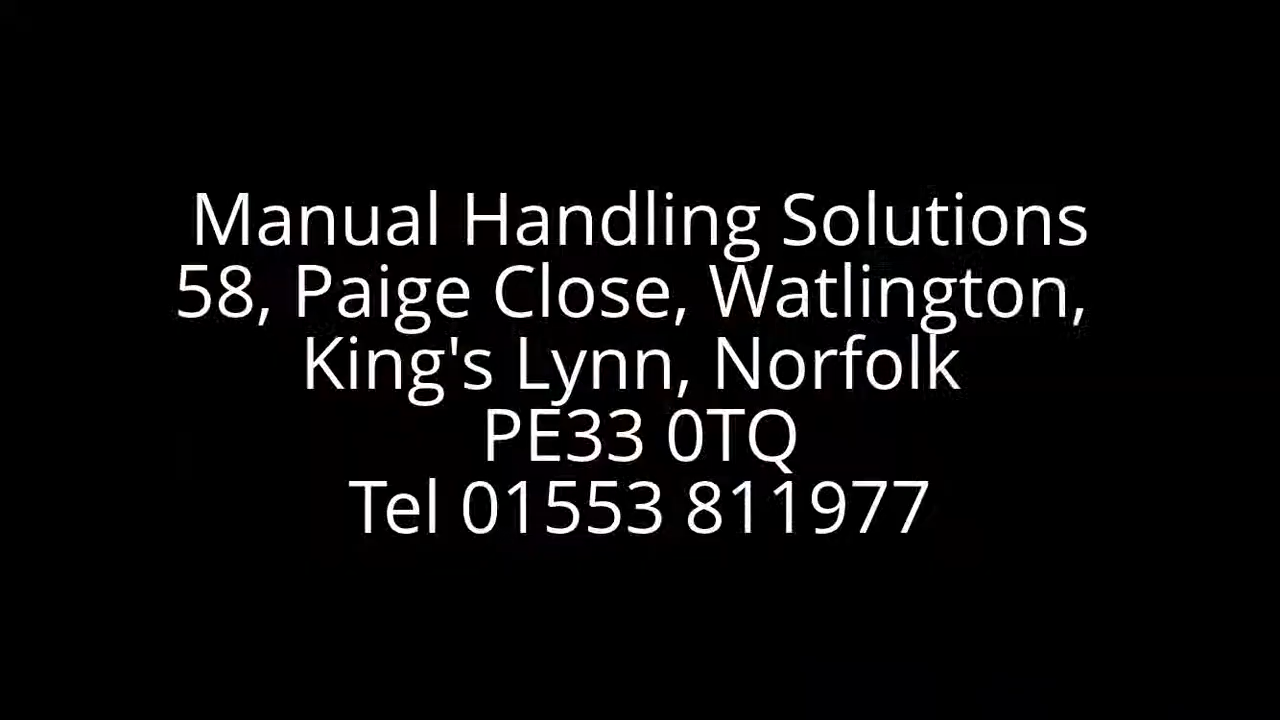 Manual Handling Solutions
58, Paige Close, Watlington,
King's Lynn, Norfolk
PE33 0TQ
Tel 01553 811977